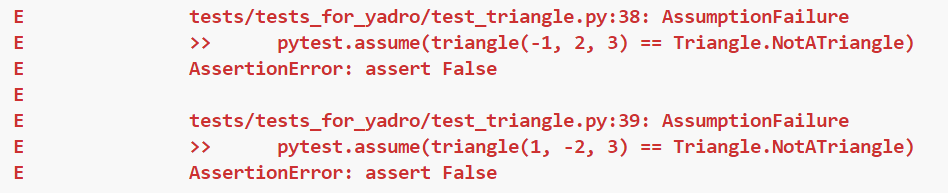 E             tests/tests_for_yadro/test_triangle.py:38: AssumptionFailure
E             >>      pytest.assume(triangle(-1, 2, 3) == Triangle.NotATriangle)
E             AssertionError: assert False
E
E             tests/tests_for_yadro/test_triangle.py:39: AssumptionFailure
E             >>      pytest.assume(triangle(1, -2, 3) == Triangle.NotATriangle)
E             AssertionError: assert False